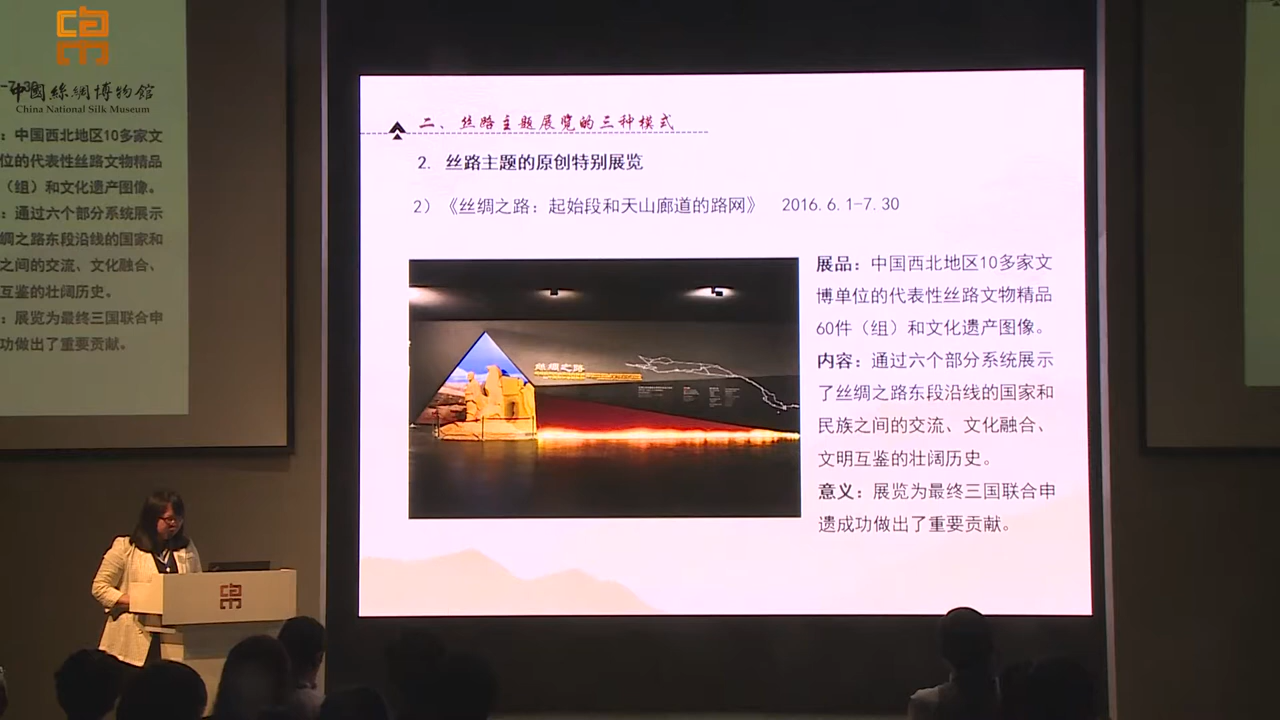 中國絲綢博物館
China National Silk Museum
：中国西北地区10多家文
位的代表性丝路文物精品
（组）和文化遗产图像。
：通过六个部分系统展示
绸之路东段沿线的国家和
之间的交流、文化融合、
互鉴的壮阔历史。
：展览为最终三国联合申
功做出了重要贡献。
二、丝路主题展览的三种模式
2. 丝路主题的原创特别展览
2）《丝绸之路：起始段和天山廊道的路网》 2016.6.1-7.30
丝绸之路
展品：中国西北地区10多家文
博单位的代表性丝路文物精品
60件（组）和文化遗产图像。
内容：通过六个部分系统展示
了丝绸之路东段沿线的国家和
民族之间的交流、文化融合、
文明互鉴的壮阔历史。
意义：展览为最终三国联合申
遗成功做出了重要贡献。